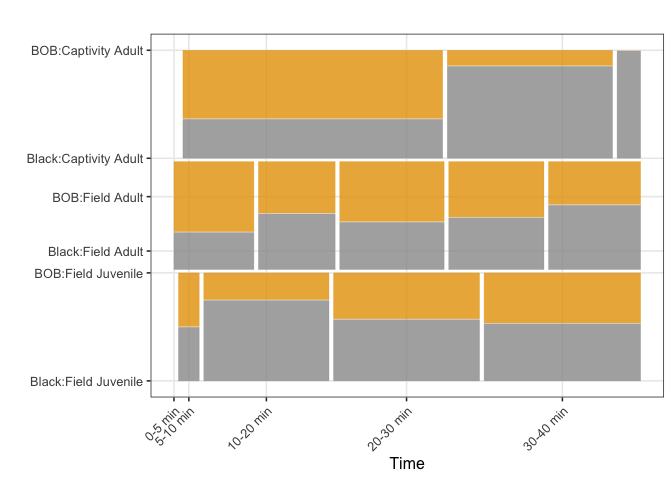 BOB:Captivity Adult
Black:Captivity Adult
BOB:Field Adult
Black:Field Adult
BOB:Field Juvenile
Black:Field Juvenile
0-5 min
5-10 min
10-20 min
20-30 min
30-40 min
Time